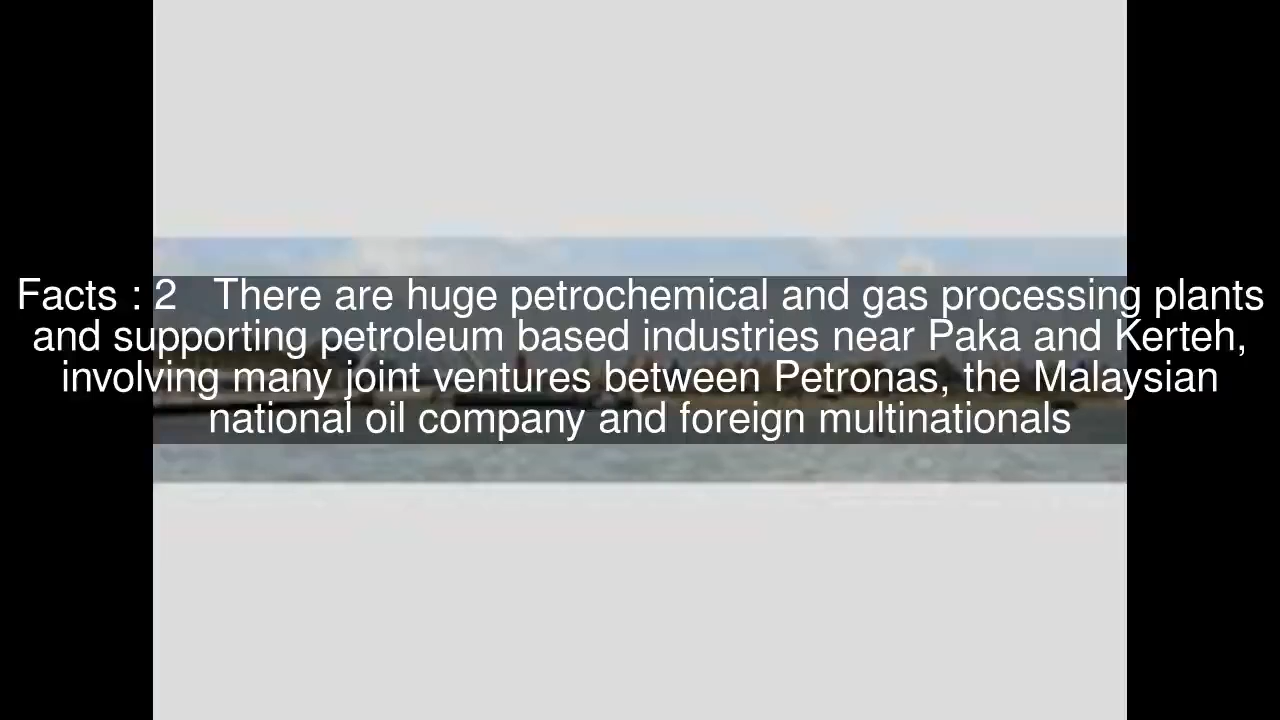 Facts : 2   There are huge petrochemical and gas processing plants
and supporting petroleum based industries near Paka and Kerteh,
involving many joint ventures between Petronas, the Malaysian
national oil company and foreign multinationals